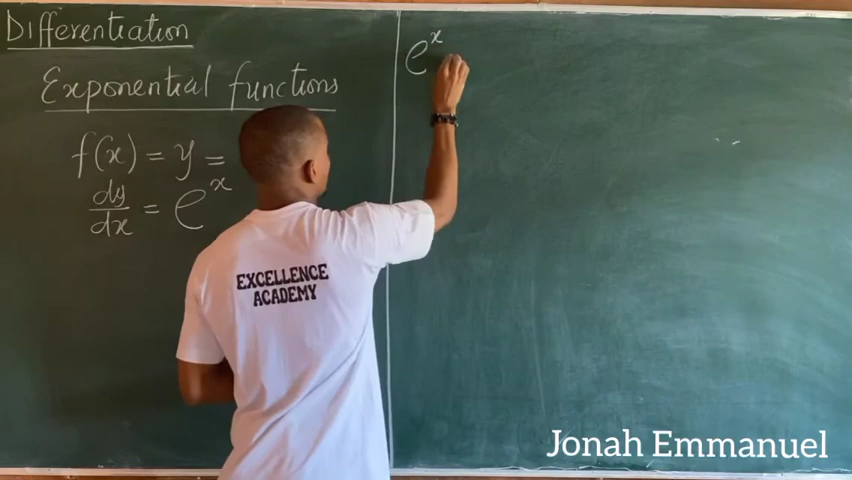 Differentiation
Exponential functions
f(x) = y =
dy/dx = e^x
e^x
EXCELLENCE
ACADEMY
Jonah Emmanuel